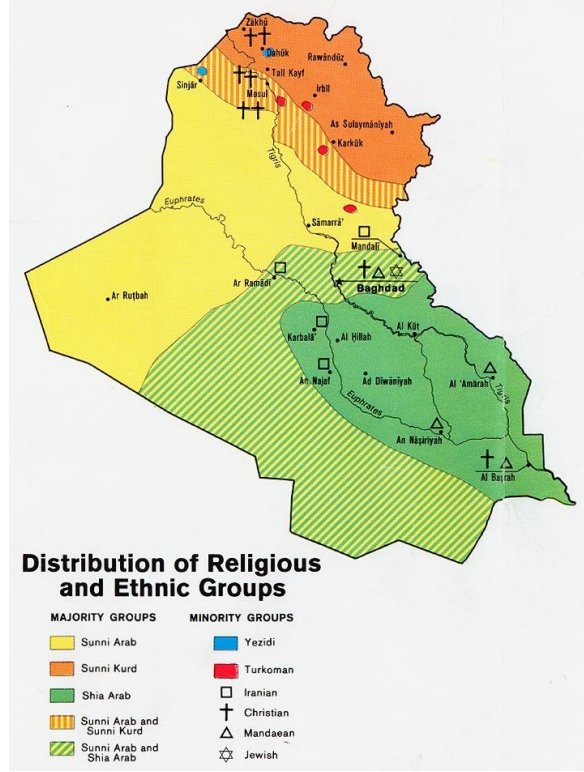 Zākhū
Dahūk
Rawāndūz
Tall Kayf
Sinjār
Mosul
Irbīl
As Sulaymānīyah
Karkūk
Tigris
Euphrates
Sāmarrā'
Mandalī
Ar Ramādī
Baghdad
Ar Ruṭbah
Al Kūt
Karbalā'
Al Ḥillah
An Najaf
Ad Dīwānīyah
Al 'Amārah
Euphrates
An Nāṣirīyah
Al Baṣrah
Distribution of Religious
and Ethnic Groups
MAJORITY GROUPS
Sunni Arab
Sunni Kurd
Shia Arab
Sunni Arab and
Sunni Kurd
Sunni Arab and
Shia Arab
MINORITY GROUPS
Yezidi
Turkoman
Iranian
Christian
Mandaean
Jewish